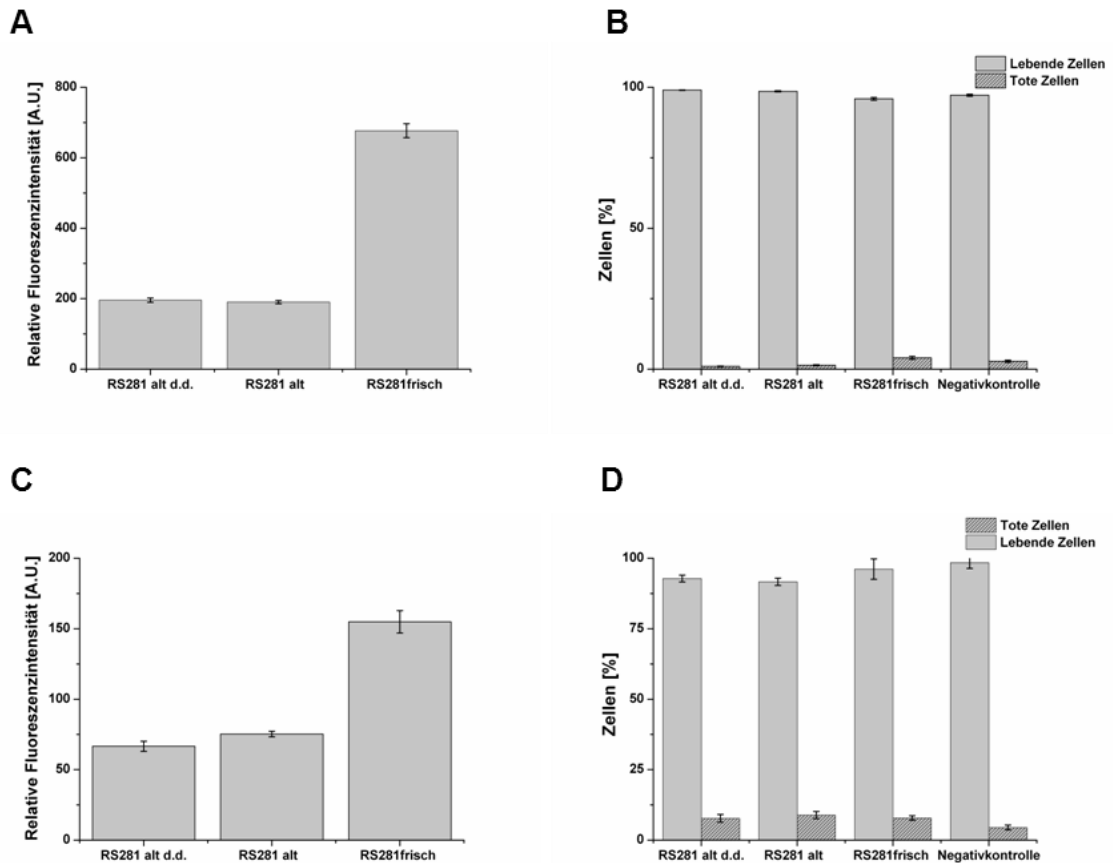 A
Relative Fluoreszenzintensität [A.U.]
800
600
400
200
0
RS281 alt d.d.
RS281 alt
RS281frisch
B
Lebende Zellen
Tote Zellen
Zellen [%]
100
50
0
RS281 alt d.d.
RS281 alt
RS281frisch
Negativkontrolle
C
Relative Fluoreszenzintensität [A.U.]
200
150
100
50
0
RS281 alt d.d.
RS281 alt
RS281frisch
D
Tote Zellen
Lebende Zellen
Zellen [%]
100
75
50
25
0
RS281 alt d.d.
RS281 alt
RS281frisch
Negativkontrolle